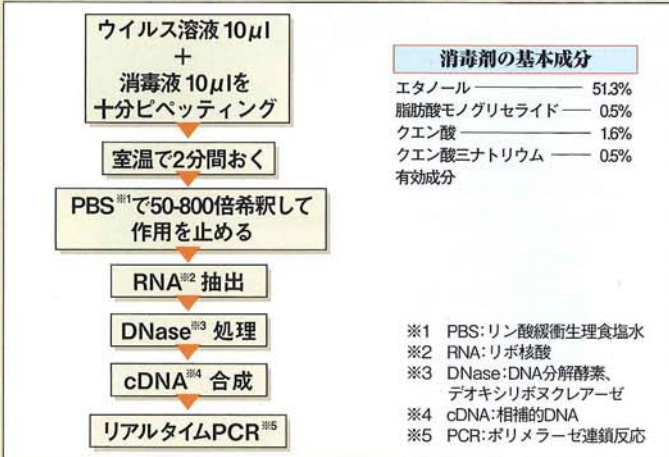 ウイルス溶液 10μl
+
消毒液 10μlを
十分ピペッティング
室温で2分間おく
PBS※1で50-800倍希釈して
作用を止める
RNA※2 抽出
DNase※3 処理
cDNA※4 合成
リアルタイムPCR※5
消毒剤の基本成分
エタノール 51.3%
脂肪酸モノグリセライド 0.5%
クエン酸 1.6%
クエン酸三ナトリウム 0.5%
有効成分
※1 PBS:リン酸緩衝生理食塩水
※2 RNA:リボ核酸
※3 DNase:DNA分解酵素、
デオキシリボヌクレアーゼ
※4 cDNA:相補的DNA
※5 PCR:ポリメラーゼ連鎖反応